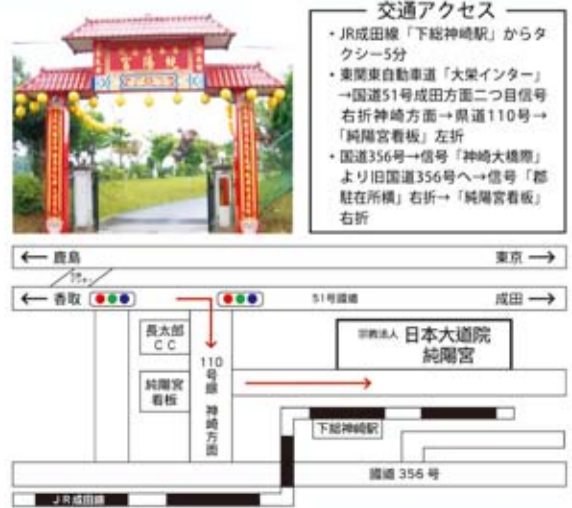 純陽宮
交通アクセス
・JR成田線「下総神崎駅」からタ
クシー5分
・東関東自動車道「大栄インター」
→国道51号成田方面二つ目信号
右折神崎方面→県道110号→
「純陽宮看板」左折
・国道356号→信号「神崎大橋際」
より旧国道356号へ→信号「郡
駐在所横」右折→「純陽宮看板」
右折
← 鹿島
東京 →
← 香取
51号國道
成田 →
長太郎
CC
純陽宮
看板
110号線 神崎方面
宗教法人 日本大道院
純陽宮
下総神崎駅
國道 356 号
JR成田線